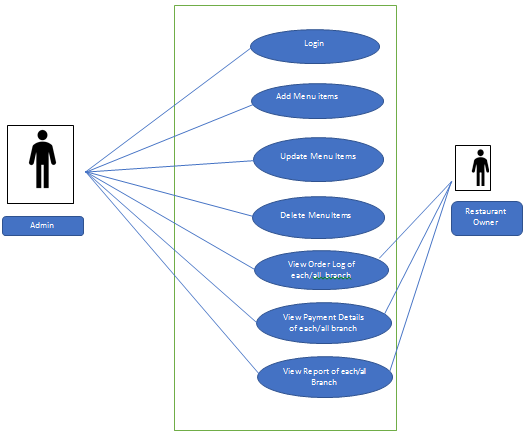 Login
Add Menu items
Update Menu Items
Delete Menu Items
View Order Log of
each/all branch
View Payment Details
of each/all branch
View Report of each/all
Branch
Admin
Restaurant
Owner